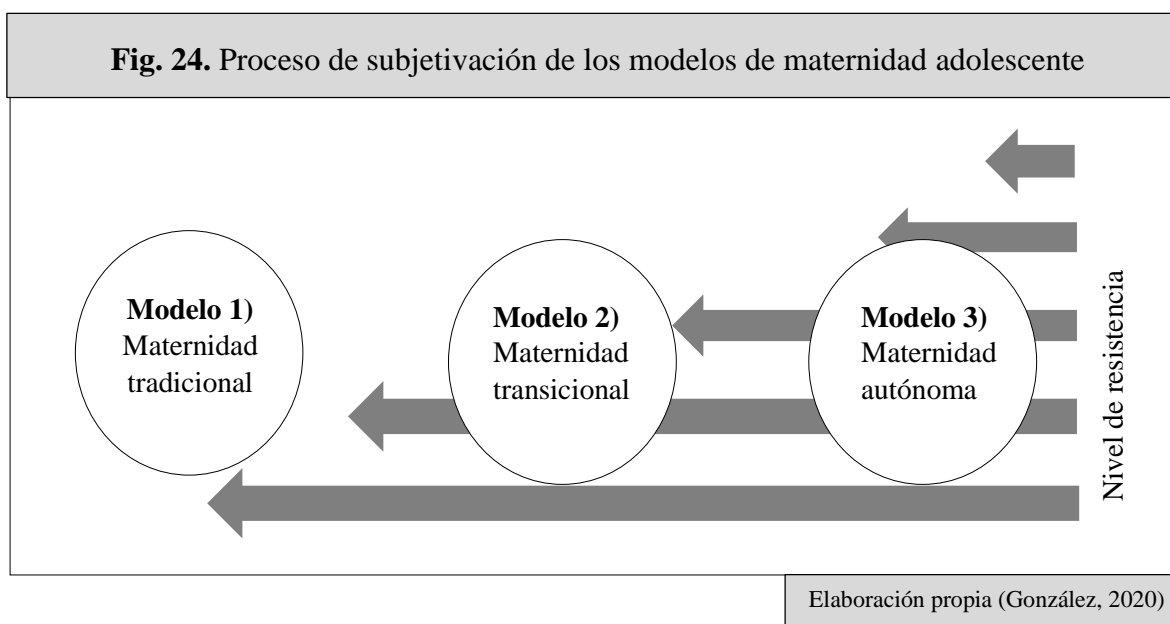 Fig. 24. Proceso de subjetivación de los modelos de maternidad adolescente
Modelo 1)
Maternidad
tradicional
Modelo 2)
Maternidad
transicional
Modelo 3)
Maternidad
autónoma
Nivel de resistencia
Elaboración propia (González, 2020)